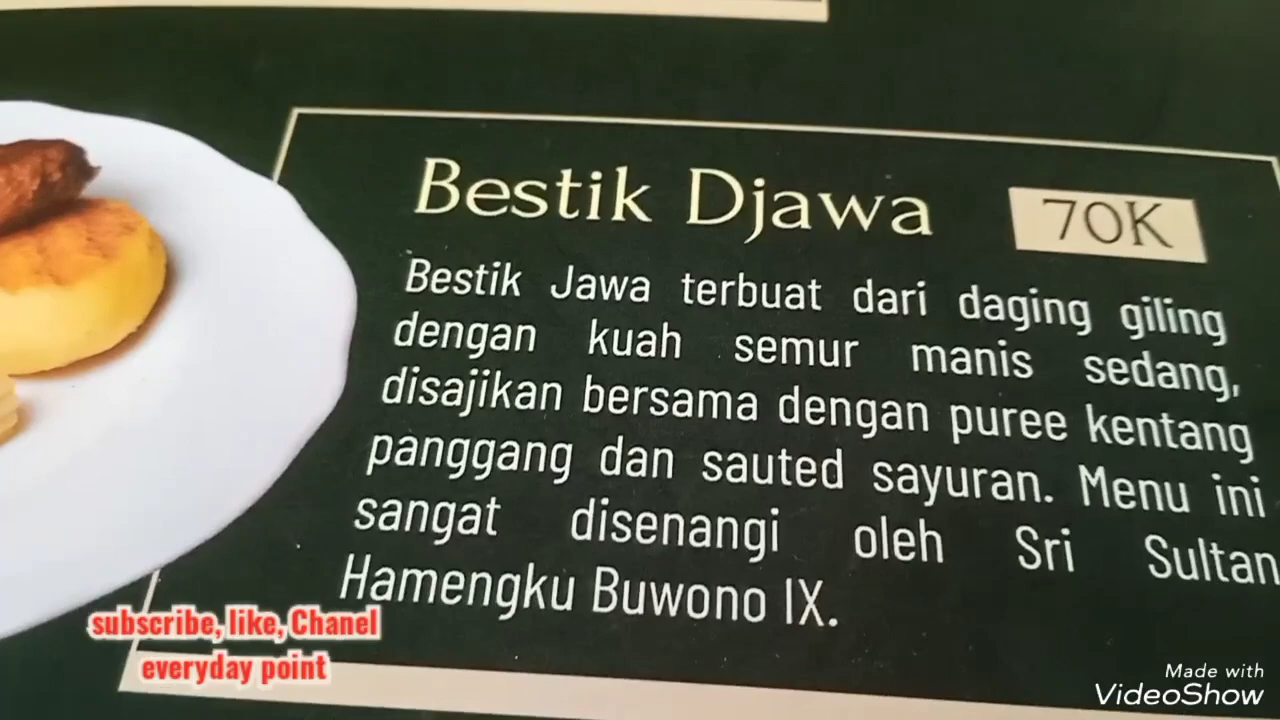 Bestik Djawa 70K
Bestik Jawa terbuat dari daging giling
dengan kuah semur manis sedang,
disajikan bersama dengan puree kentang
panggang dan sauted sayuran. Menu ini
sangat disenangi oleh Sri Sultan
Hamengku Buwono IX.
subscribe, like, Chanel
everyday point
Made with
VideoShow